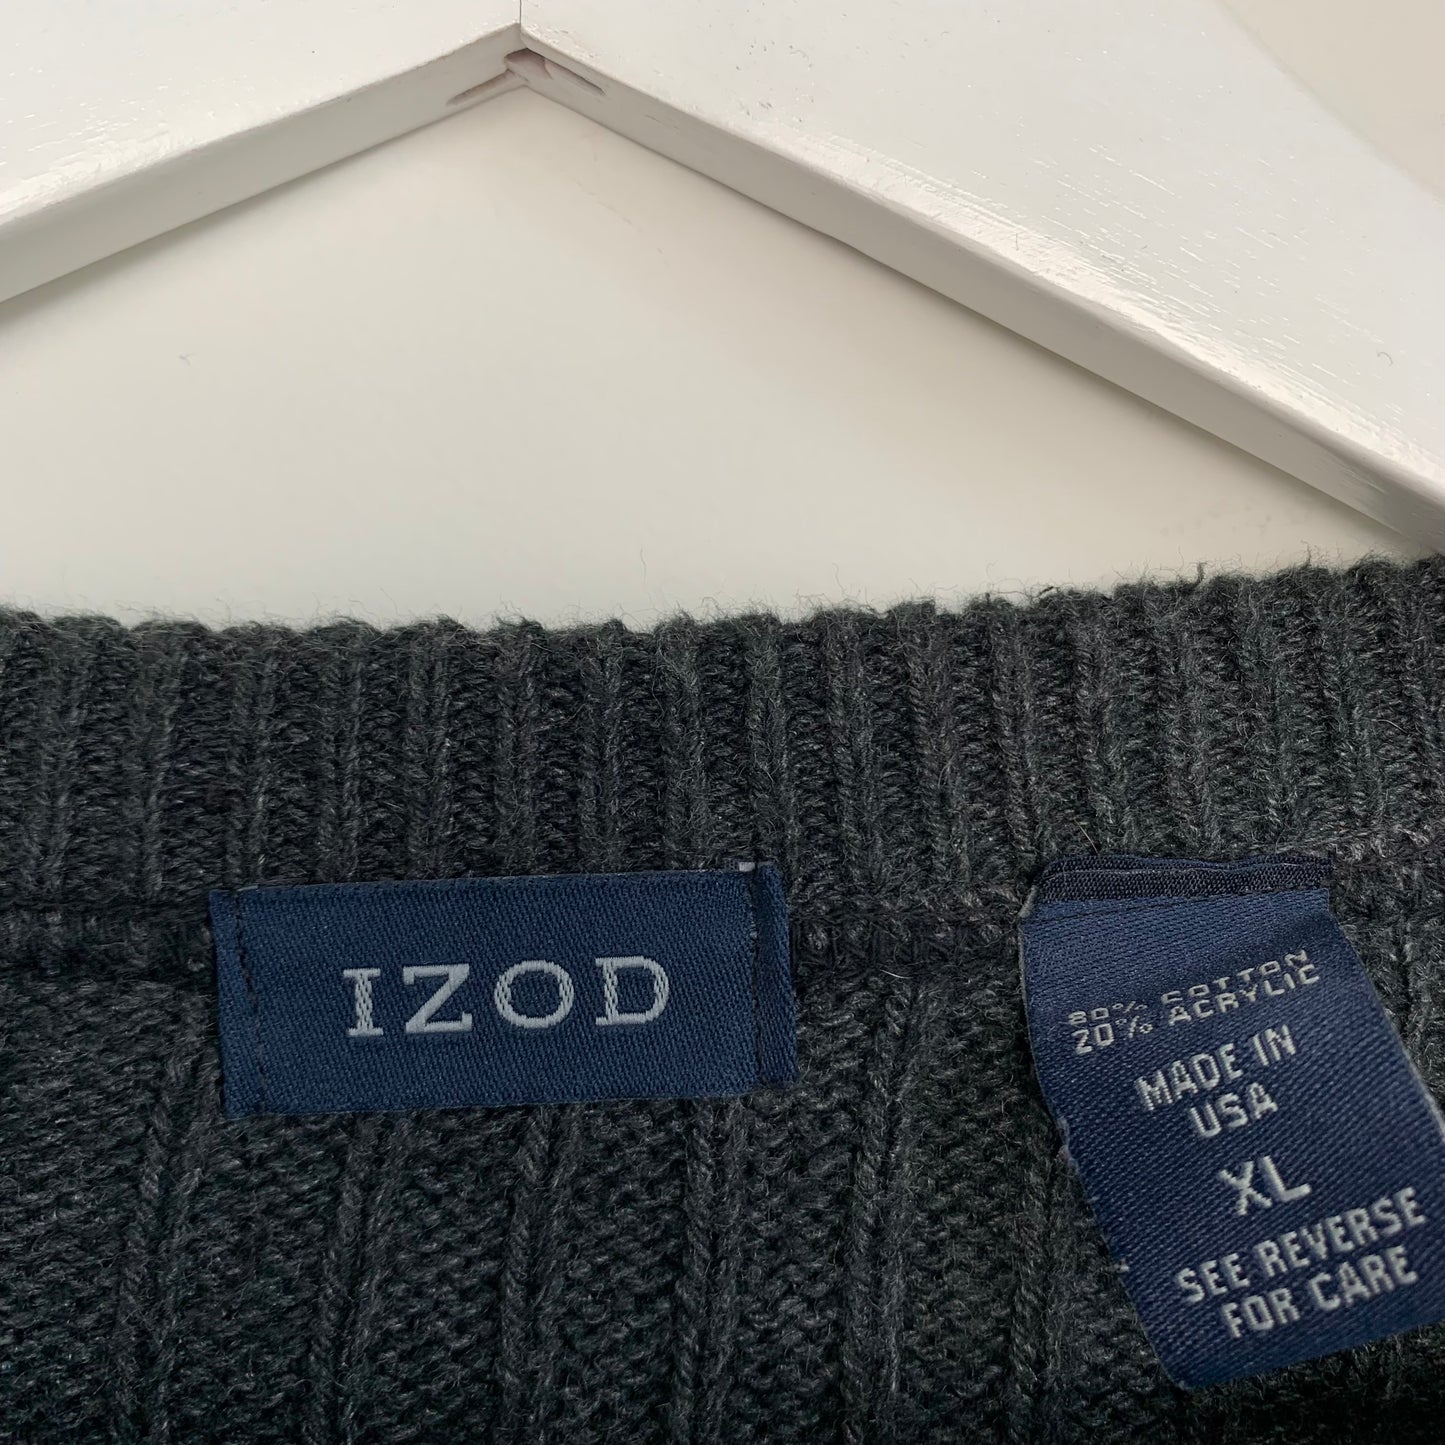 IZOD
80% COTTON
20% ACRYLIC
MADE IN
USA
XL
SEE REVERSE
FOR CARE